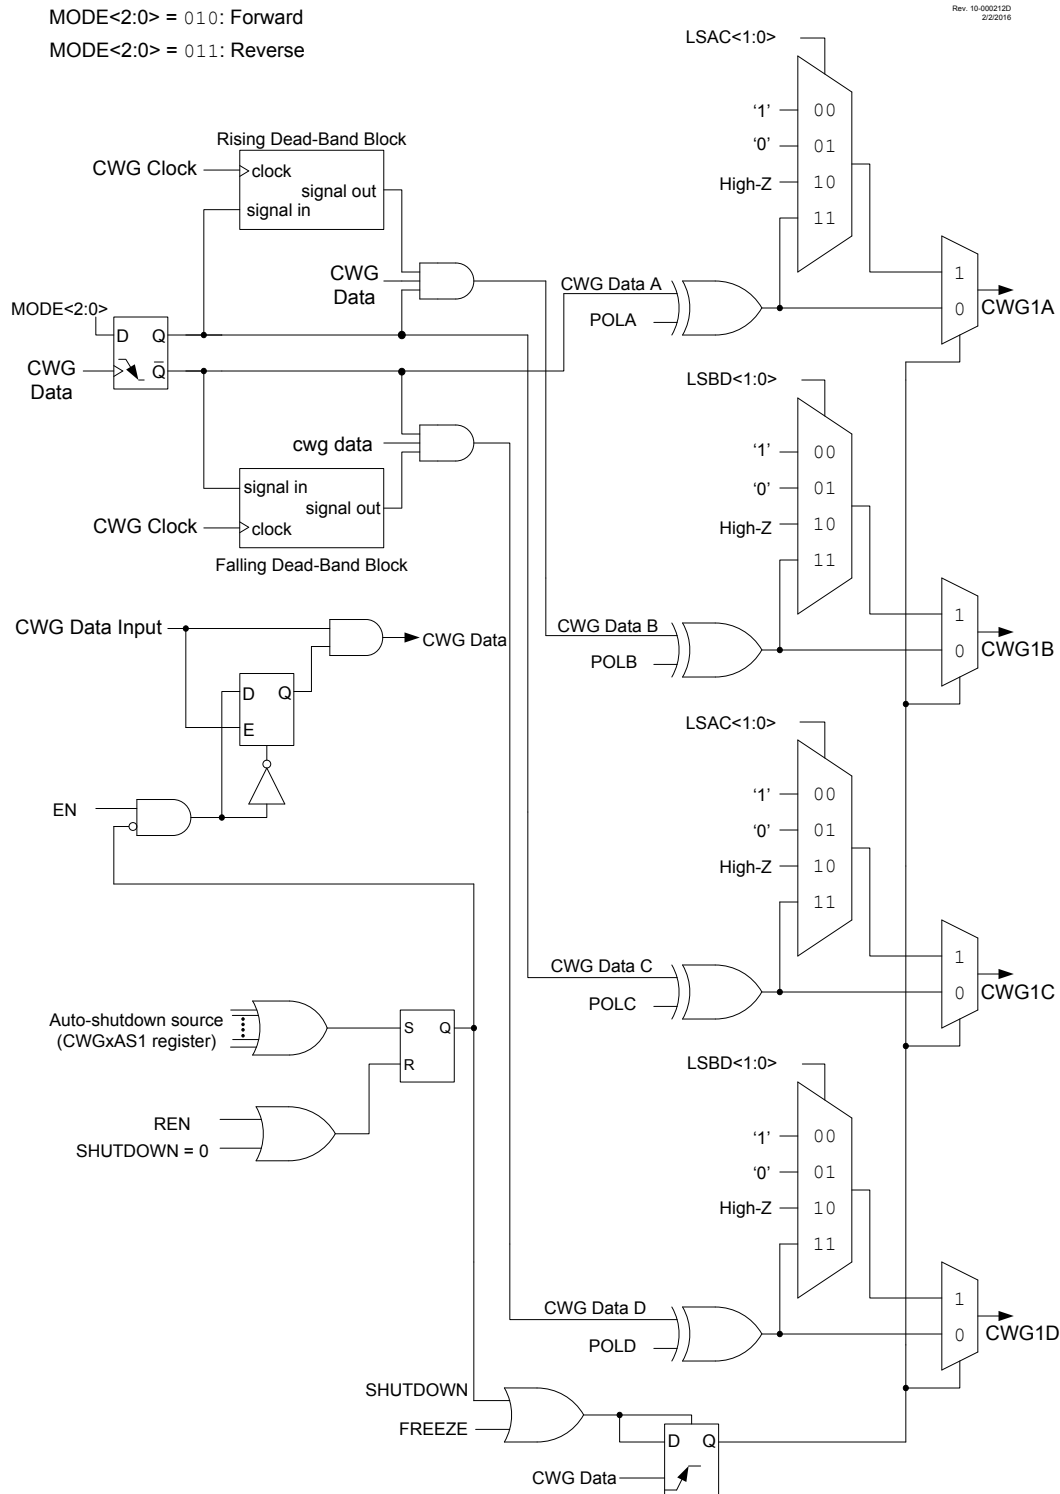 Rev. 10-000212D
2/2/2016
MODE<2:0> = 010: Forward
MODE<2:0> = 011: Reverse
LSAC<1:0>
'1'
00
'0'
01
High-Z
10
11
1
0
CWG1A
Rising Dead-Band Block
CWG Clock
clock
signal out
signal in
CWG
Data
CWG Data A
POLA
MODE<2:0>
D Q
CWG
Data
Q̅
cwg data
signal in
signal out
CWG Clock
clock
Falling Dead-Band Block
LSBD<1:0>
'1'
00
'0'
01
High-Z
10
11
1
0
CWG1B
CWG Data B
POLB
CWG Data Input
CWG Data
D Q
E
EN
LSAC<1:0>
'1'
00
'0'
01
High-Z
10
11
1
0
CWG1C
CWG Data C
POLC
Auto-shutdown source
(CWGxAS1 register)
S Q
R
REN
SHUTDOWN = 0
LSBD<1:0>
'1'
00
'0'
01
High-Z
10
11
1
0
CWG1D
CWG Data D
POLD
SHUTDOWN
FREEZE
D Q
CWG Data